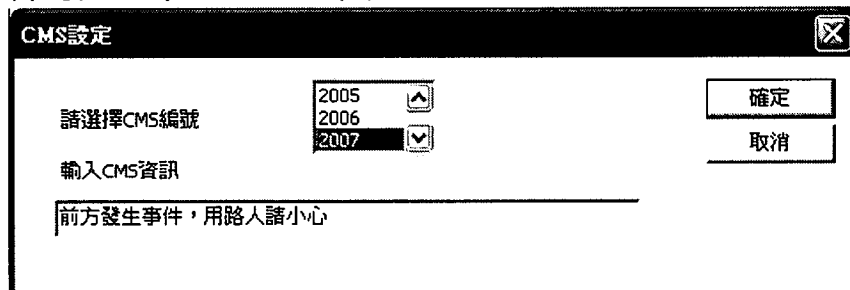 CMS設定
請選擇CMS編號
2005
2006
2007
確定
取消
輸入CMS資訊
前方發生事件，用路人請小心